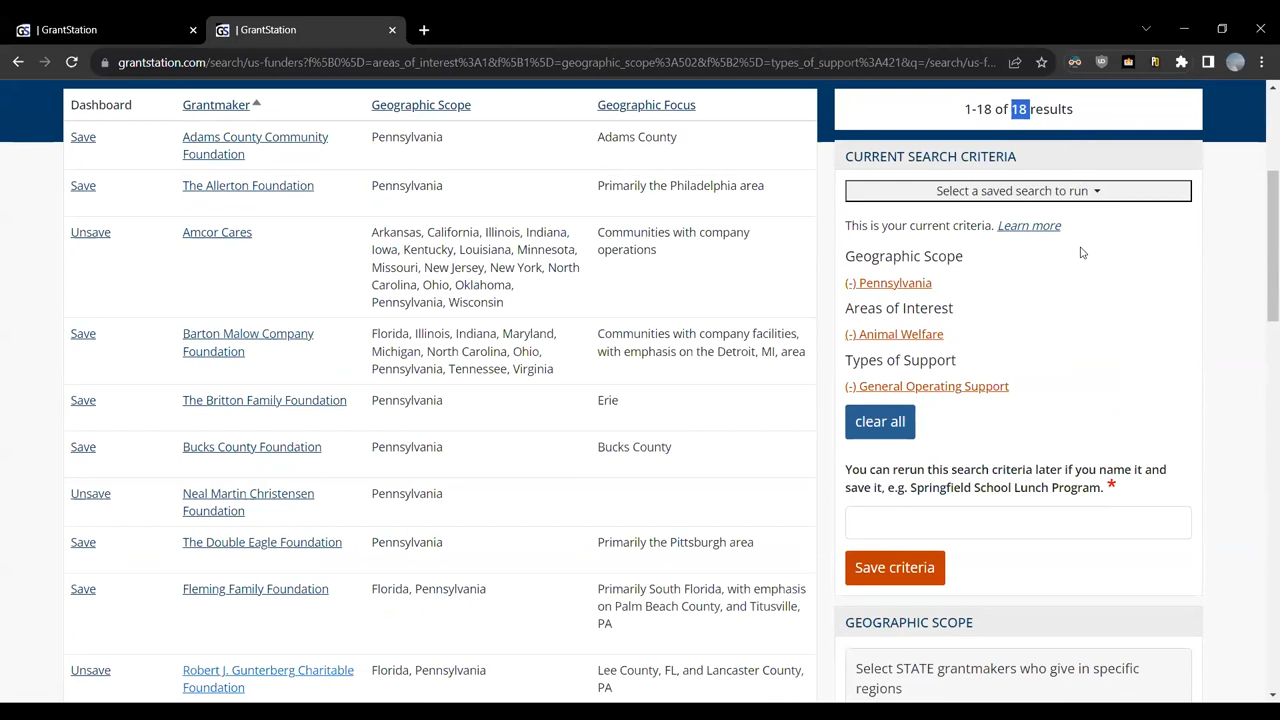 | GrantStation
| GrantStation
grantstation.com/search/us-funders?f%5B0%5D=areas_of_interest%3A1&f%5B1%5D=geographic_scope%3A502&f%5B2%5D=types_of_support%3A421&q=/search/us-f...
Dashboard Grantmaker Geographic Scope Geographic Focus
Save Adams County Community Pennsylvania Adams County
Foundation
Save The Allerton Foundation Pennsylvania Primarily the Philadelphia area
Unsave Amcor Cares Arkansas, California, Illinois, Indiana, Communities with company
Iowa, Kentucky, Louisiana, Minnesota, operations
Missouri, New Jersey, New York, North
Carolina, Ohio, Oklahoma,
Pennsylvania, Wisconsin
Save Barton Malow Company Florida, Illinois, Indiana, Maryland, Communities with company facilities,
Foundation Michigan, North Carolina, Ohio, with emphasis on the Detroit, MI, area
Pennsylvania, Tennessee, Virginia
Save The Britton Family Foundation Pennsylvania Erie
Save Bucks County Foundation Pennsylvania Bucks County
Unsave Neal Martin Christensen Pennsylvania
Foundation
Save The Double Eagle Foundation Pennsylvania Primarily the Pittsburgh area
Save Fleming Family Foundation Florida, Pennsylvania Primarily South Florida, with emphasis
on Palm Beach County, and Titusville,
PA
Unsave Robert J. Gunterberg Charitable Florida, Pennsylvania Lee County, FL, and Lancaster County,
Foundation PA
1-18 of 18 results
CURRENT SEARCH CRITERIA
Select a saved search to run
This is your current criteria. Learn more
Geographic Scope
(-) Pennsylvania
Areas of Interest
(-) Animal Welfare
Types of Support
(-) General Operating Support
clear all
You can rerun this search criteria later if you name it and
save it, e.g. Springfield School Lunch Program. *
Save criteria
GEOGRAPHIC SCOPE
Select STATE grantmakers who give in specific
regions